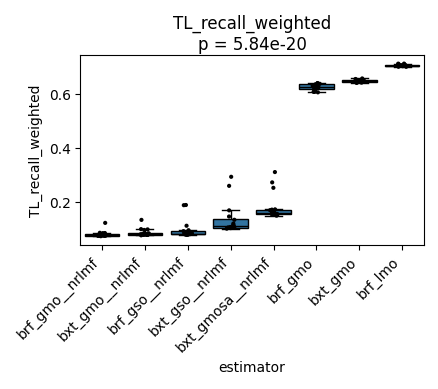 TL_recall_weighted
p = 5.84e-20
TL_recall_weighted
0.6
0.4
0.2
brf_gmo__nrlmf
bxt_gmo__nrlmf
brf_gso__nrlmf
bxt_gso__nrlmf
bxt_gmosa__nrlmf
brf_gmo
bxt_gmo
brf_lmo
estimator